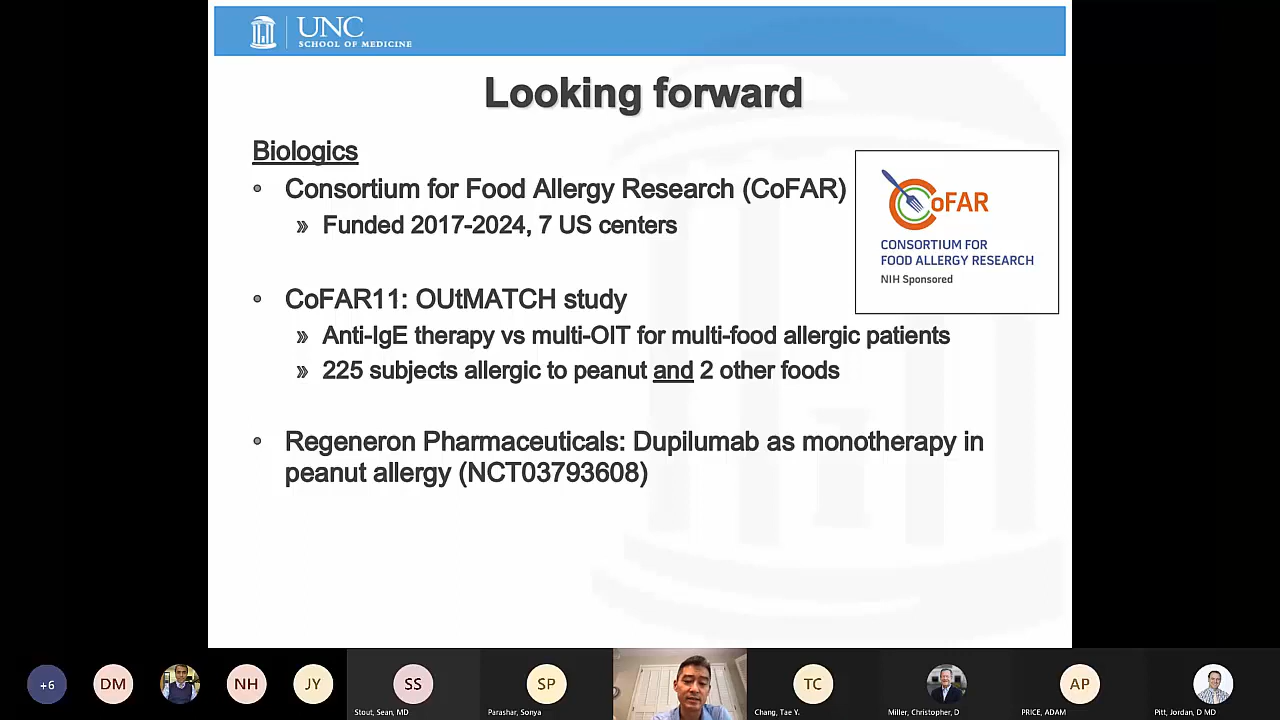 UNC
SCHOOL OF MEDICINE
Looking forward
Biologics
• Consortium for Food Allergy Research (CoFAR)
» Funded 2017-2024, 7 US centers
CoFAR
CONSORTIUM FOR
FOOD ALLERGY RESEARCH
NIH Sponsored
• CoFAR11: OUtMATCH study
» Anti-IgE therapy vs multi-OIT for multi-food allergic patients
» 225 subjects allergic to peanut and 2 other foods
• Regeneron Pharmaceuticals: Dupilumab as monotherapy in
peanut allergy (NCT03793608)
+6
DM
NH
JY
SS
Stout, Sean, MD
SP
Parashar, Sonya
TC
Chang, Tae Y.
Miller, Christopher, D
AP
PRICE, ADAM
Pitt, Jordan, D MD